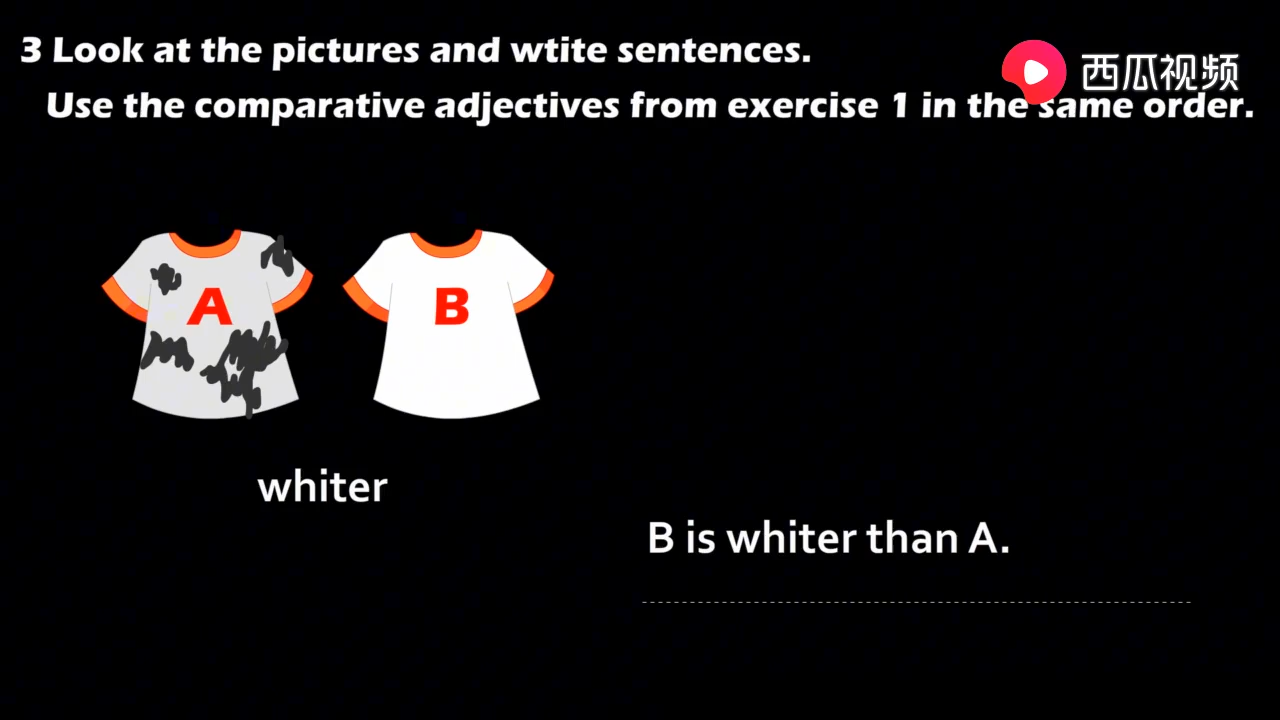 3 Look at the pictures and wtite sentences.
西瓜视频
Use the comparative adjectives from exercise 1 in the same order.
A
B
whiter
B is whiter than A.